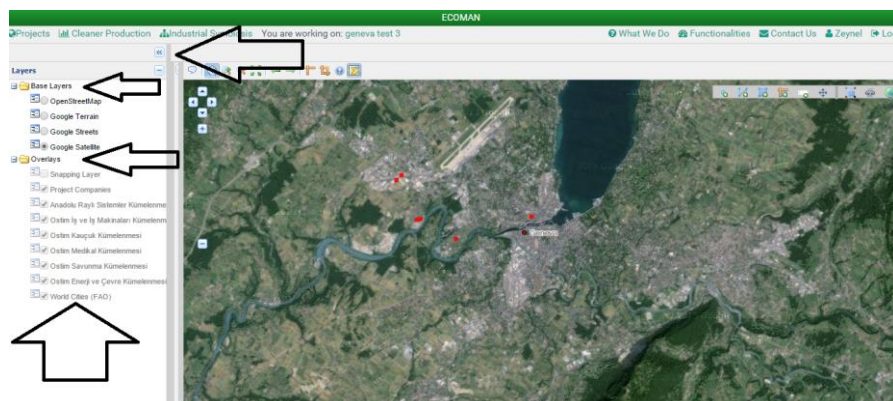 ECOMAN
Projects Cleaner Production Industrial Symbiosis You are working on: geneva test 3 What We Do Functionalities Contact Us Zeynel Lo
Layers
Base Layers
OpenStreetMap
Google Terrain
Google Streets
Google Satellite
Overlays
Snapping Layer
Project Companies
Anadolu Raylı Sistemler Kümelenme
Ostim İş ve İş Makinaları Kümelenm
Ostim Kauçuk Kümelenmesi
Ostim Medikal Kümelenmesi
Ostim Savunma Kümelenmesi
Ostim Enerji ve Çevre Kümelenmesi
World Cities (FAO)
Geneva